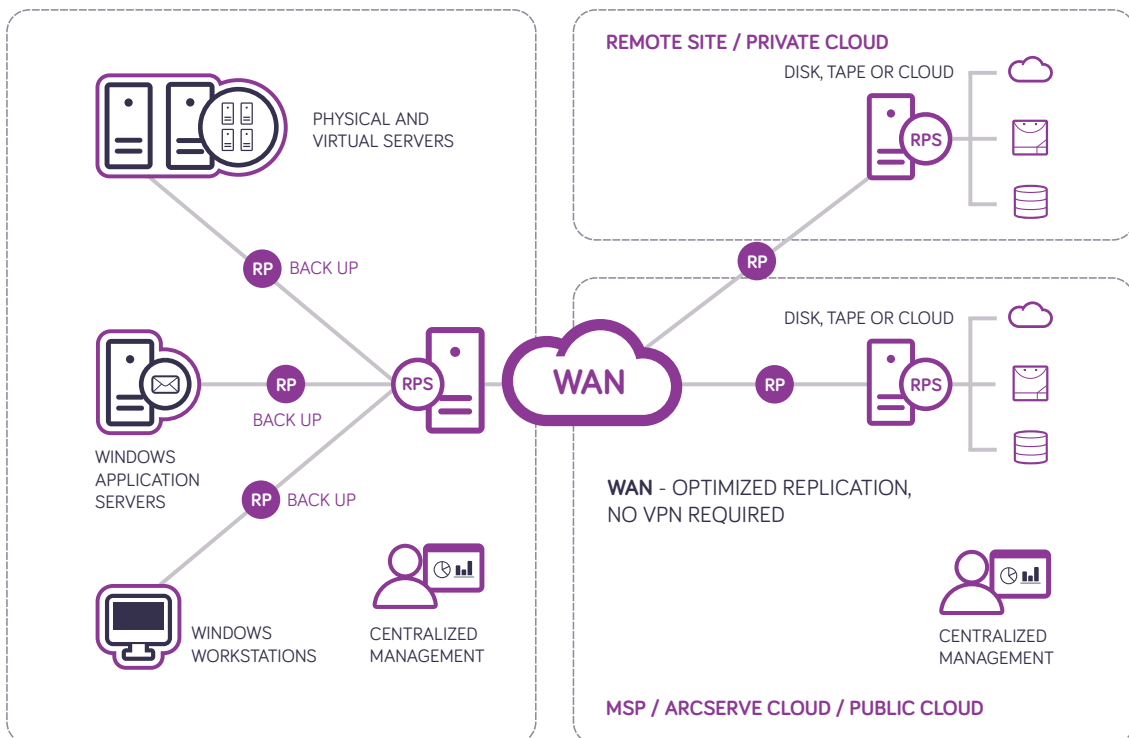 PHYSICAL AND
VIRTUAL SERVERS
RP BACK UP
RP
BACK UP
WINDOWS
APPLICATION
SERVERS
RP BACK UP
WINDOWS
WORKSTATIONS
CENTRALIZED
MANAGEMENT
RPS
WAN
REMOTE SITE / PRIVATE CLOUD
DISK, TAPE OR CLOUD
RPS
RP
DISK, TAPE OR CLOUD
RP
RPS
WAN - OPTIMIZED REPLICATION,
NO VPN REQUIRED
CENTRALIZED
MANAGEMENT
MSP / ARCSERVE CLOUD / PUBLIC CLOUD